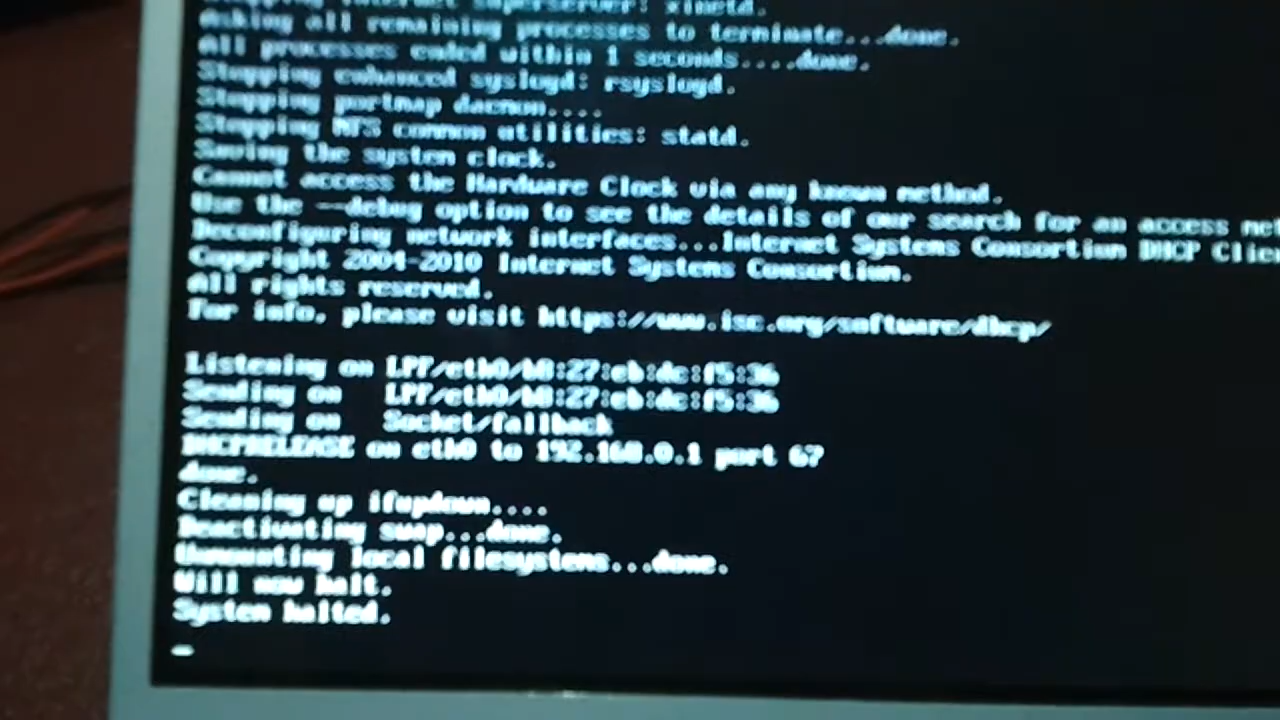 Stopping internet superserver: xinetd.
Asking all remaining processes to terminate...done.
All processes ended within 1 seconds....done.
Stopping enhanced syslogd: rsyslogd.
Stopping portmap daemon....
Stopping NFS common utilities: statd.
Saving the system clock.
Cannot access the Hardware Clock via any known method.
Use the --debug option to see the details of our search for an access
Deconfiguring network interfaces...Internet Systems Consortium DHCP
Copyright 2004-2010 Internet Systems Consortium.
All rights reserved.
For info, please visit https://www.isc.org/software/dhcp/
Listening on LPF/eth0/b8:27:eb:dc:f5:36
Sending on LPF/eth0/b8:27:eb:dc:f5:36
Sending on Socket/fallback
DHCPRELEASE on eth0 to 192.168.0.1 port 67
done.
Cleaning up ifupdown....
Deactivating swap...done.
Unmounting local filesystems...done.
Will now halt.
System halted.